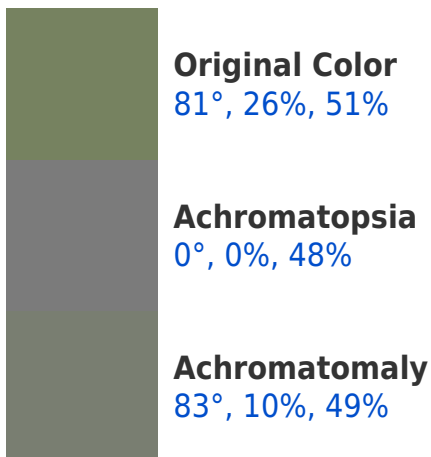 Original Color
81°, 26%, 51%
Achromatopsia
0°, 0%, 48%
Achromatomaly
83°, 10%, 49%